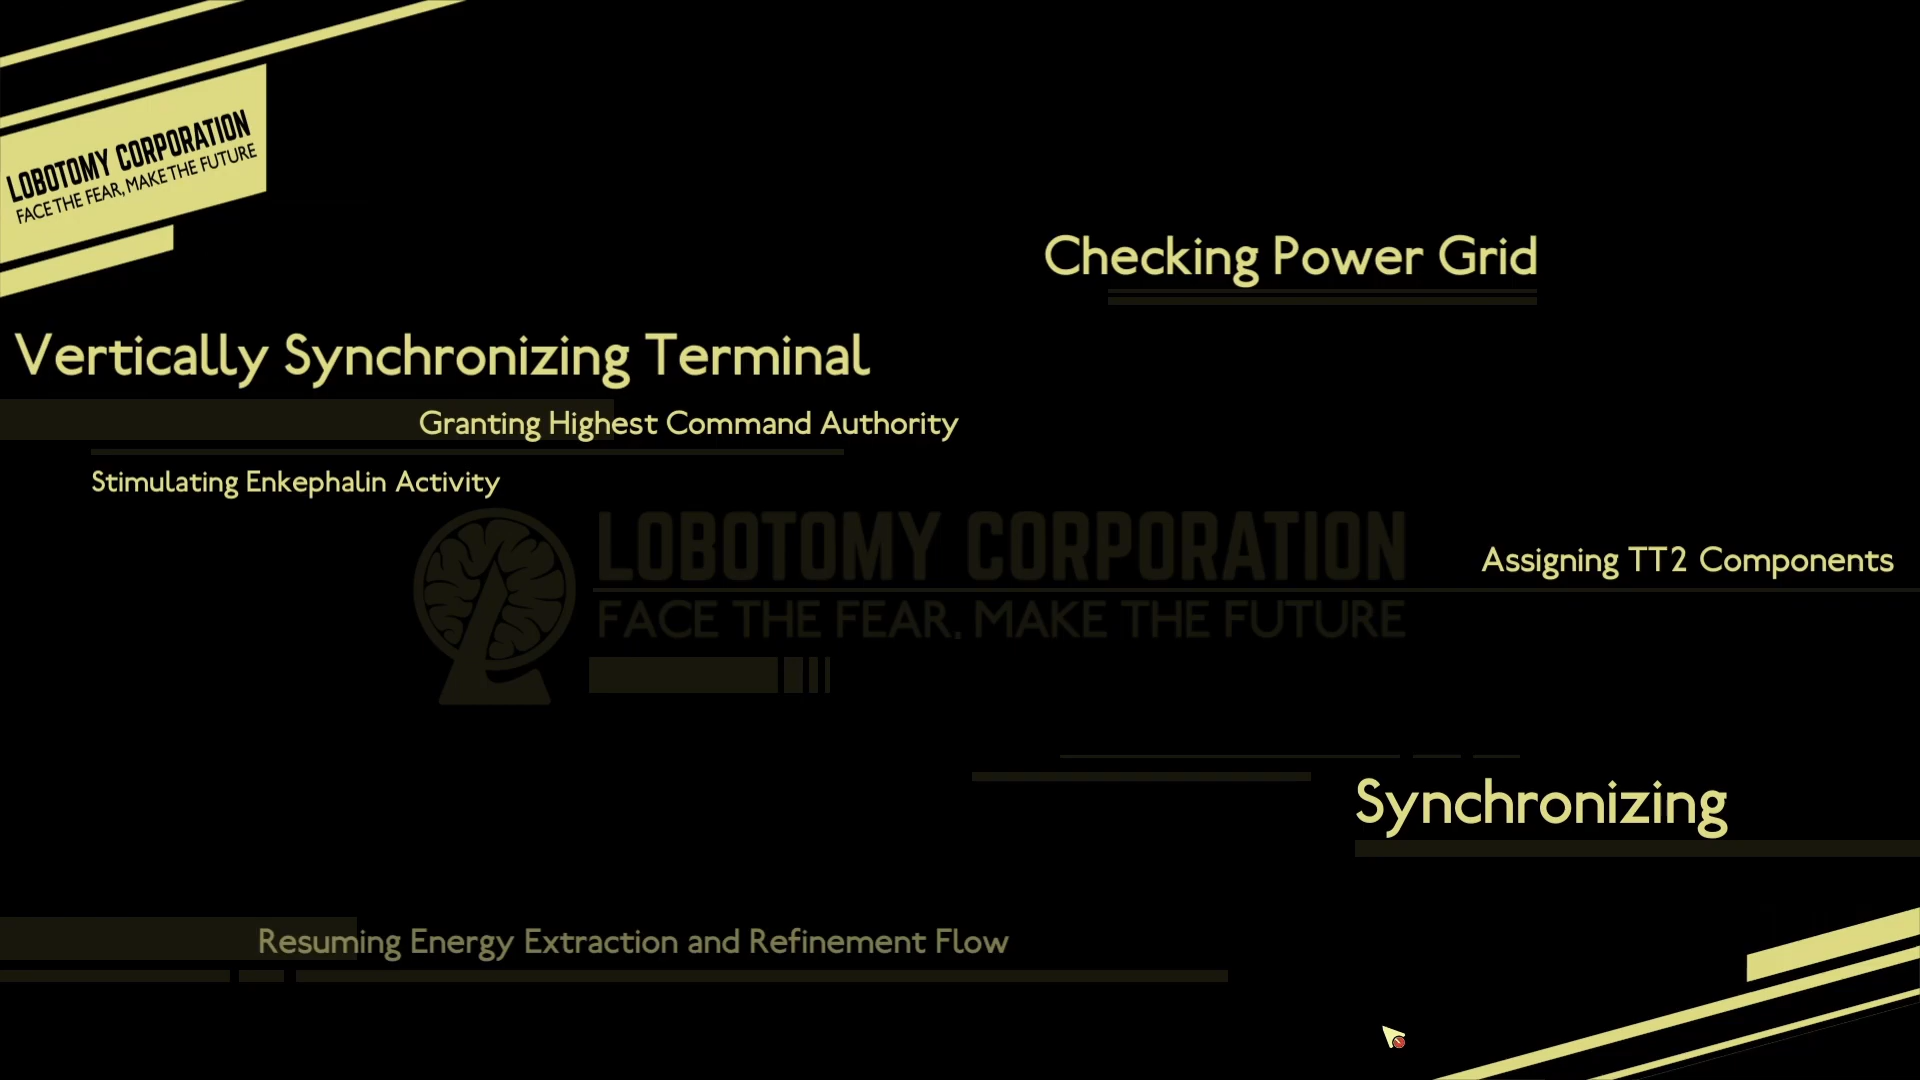 LOBOTOMY CORPORATION
FACE THE FEAR, MAKE THE FUTURE
Checking Power Grid
Vertically Synchronizing Terminal
Granting Highest Command Authority
Stimulating Enkephalin Activity
LOBOTOMY CORPORATION
FACE THE FEAR, MAKE THE FUTURE
Assigning TT2 Components
Synchronizing
Resuming Energy Extraction and Refinement Flow